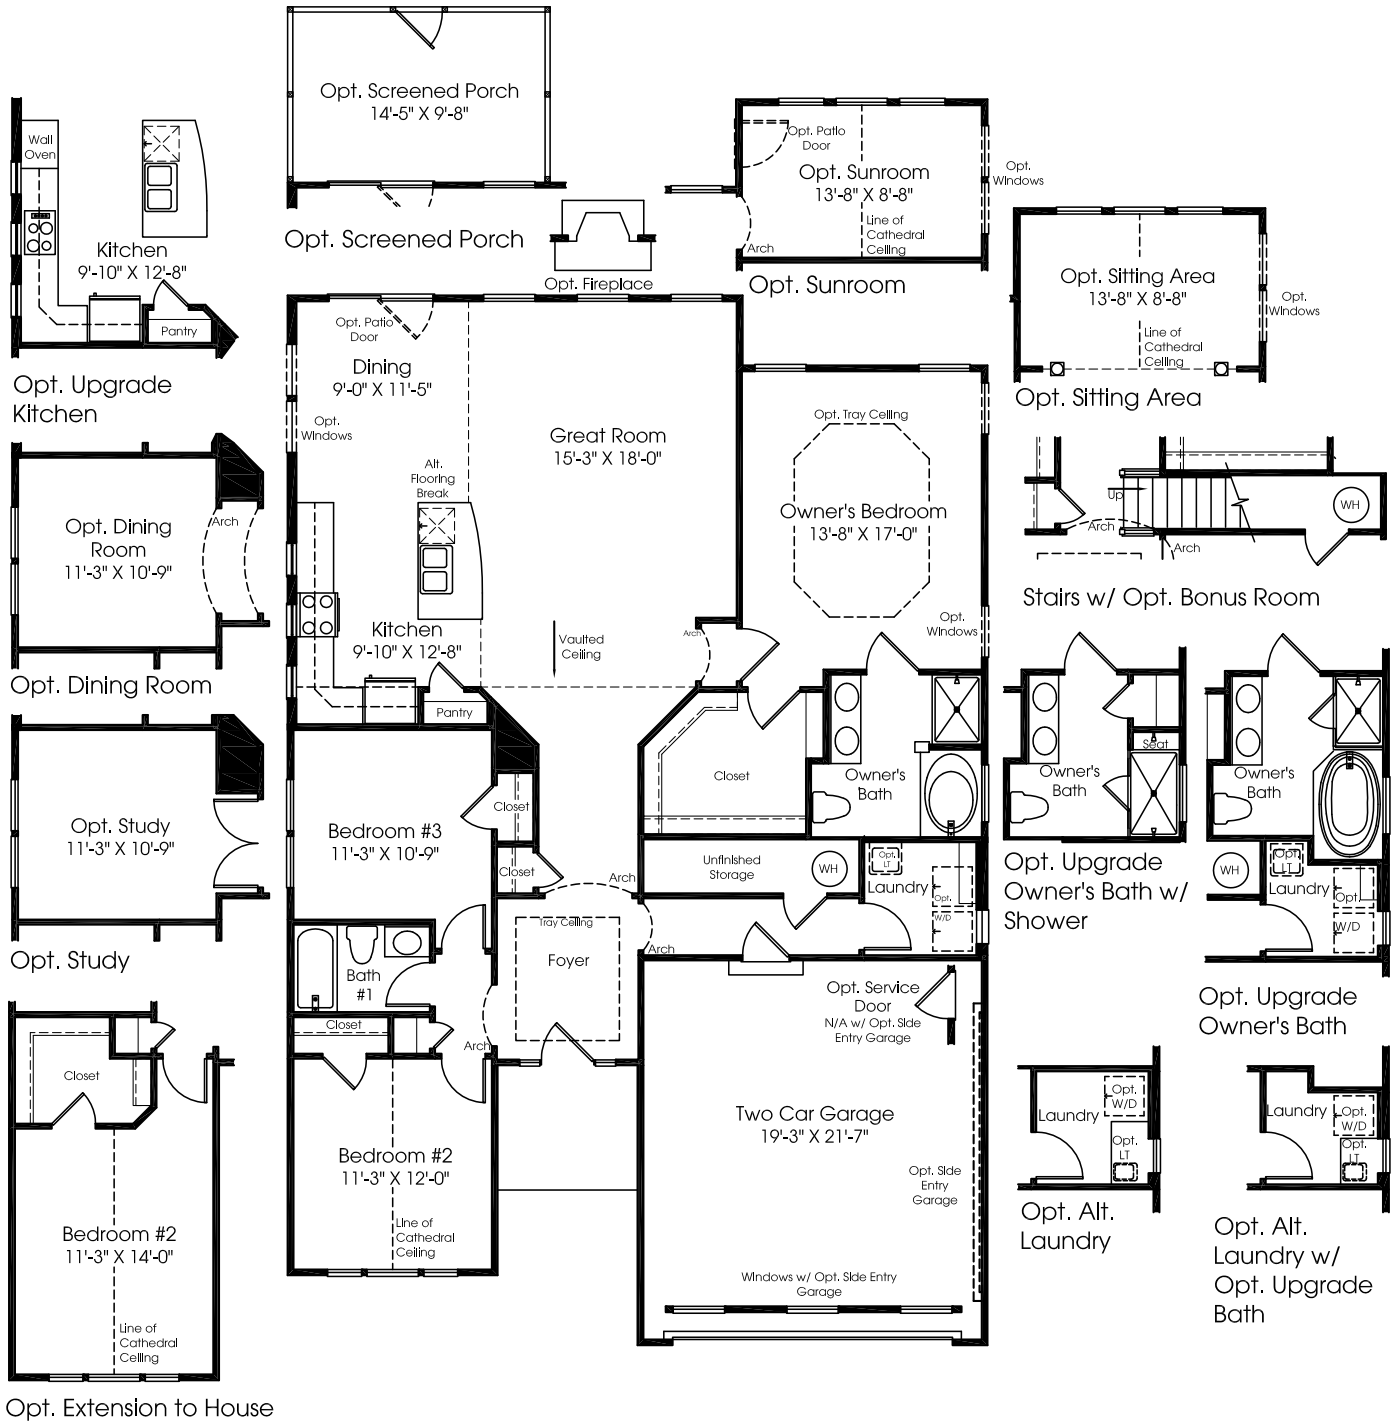 Opt. Screened Porch
14'-5" X 9'-8"
Opt. Screened Porch
Wall
Oven
Kitchen
9'-10" X 12'-8"
Pantry
Opt. Upgrade
Kitchen
Opt. Fireplace
Opt. Patio
Door
Opt. Sunroom
13'-8" X 8'-8"
Line of
Cathedral
Ceiling
Arch
Opt.
Windows
Opt. Sunroom
Opt. Sitting Area
13'-8" X 8'-8"
Line of
Cathedral
Ceiling
Opt.
Windows
Opt. Sitting Area
Opt. Patio
Door
Dining
9'-0" X 11'-5"
Opt.
Windows
Great Room
15'-3" X 18'-0"
Alt.
Flooring
Break
Opt. Tray Ceiling
Owner's Bedroom
13'-8" X 17'-0"
Opt.
Windows
Kitchen
9'-10" X 12'-8"
Pantry
Vaulted
Ceiling
Arch
Opt. Dining
Room
11'-3" X 10'-9"
Arch
Opt. Dining Room
Up
Arch
Arch
WH
Stairs w/ Opt. Bonus Room
Opt. Study
11'-3" X 10'-9"
Opt. Study
Bedroom #3
11'-3" X 10'-9"
Closet
Closet
Closet
Owner's
Bath
Unfinished
Storage
WH
Opt.
LT
Laundry
Opt.
W/D
Arch
Arch
Tray Ceiling
Foyer
Bath
#1
Closet
Arch
Seat
Owner's
Bath
Opt. Upgrade
Owner's Bath w/
Shower
Owner's
Bath
WH
Opt.
LT
Laundry
Opt.
W/D
Opt. Upgrade
Owner's Bath
Opt. Service
Door
N/A w/ Opt. Side
Entry Garage
Two Car Garage
19'-3" X 21'-7"
Opt. Side
Entry
Garage
Windows w/ Opt. Side Entry
Garage
Bedroom #2
11'-3" X 12'-0"
Line of
Cathedral
Ceiling
Closet
Bedroom #2
11'-3" X 14'-0"
Line of
Cathedral
Ceiling
Opt. Extension to House
Opt.
W/D
Laundry
Opt.
LT
Opt. Alt.
Laundry
Laundry
Opt.
W/D
Opt.
LT
Opt. Alt.
Laundry w/
Opt. Upgrade
Bath